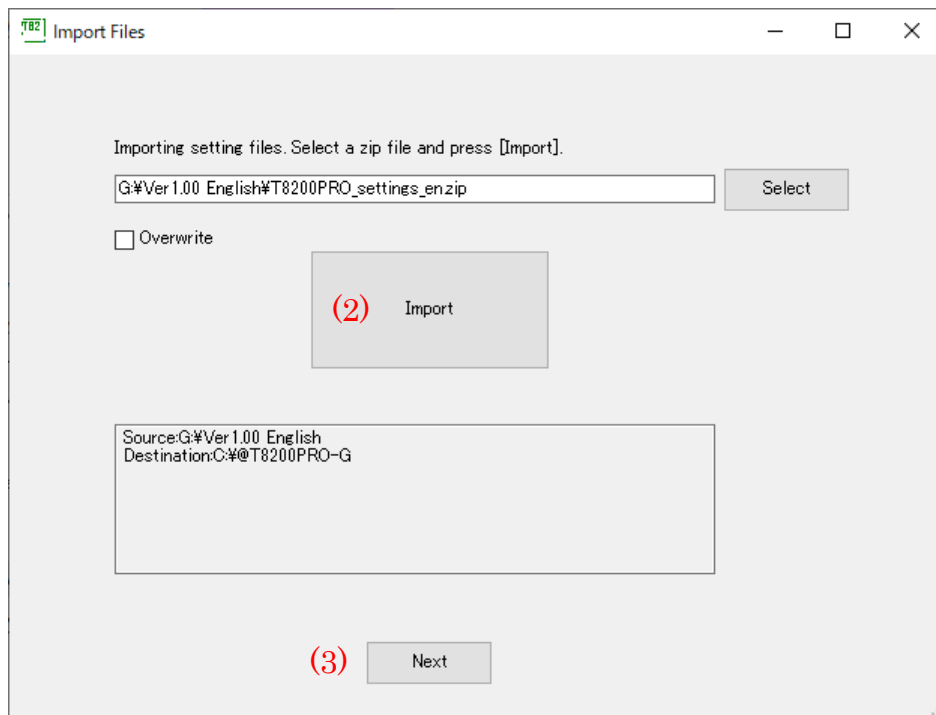 T82
Import Files
Importing setting files. Select a zip file and press [Import].
G:¥Ver1.00 English¥T8200PRO_settings_en.zip
Select
Overwrite
(2) Import
Source:G:¥Ver1.00 English
Destination:C:¥@T8200PRO-G
(3) Next